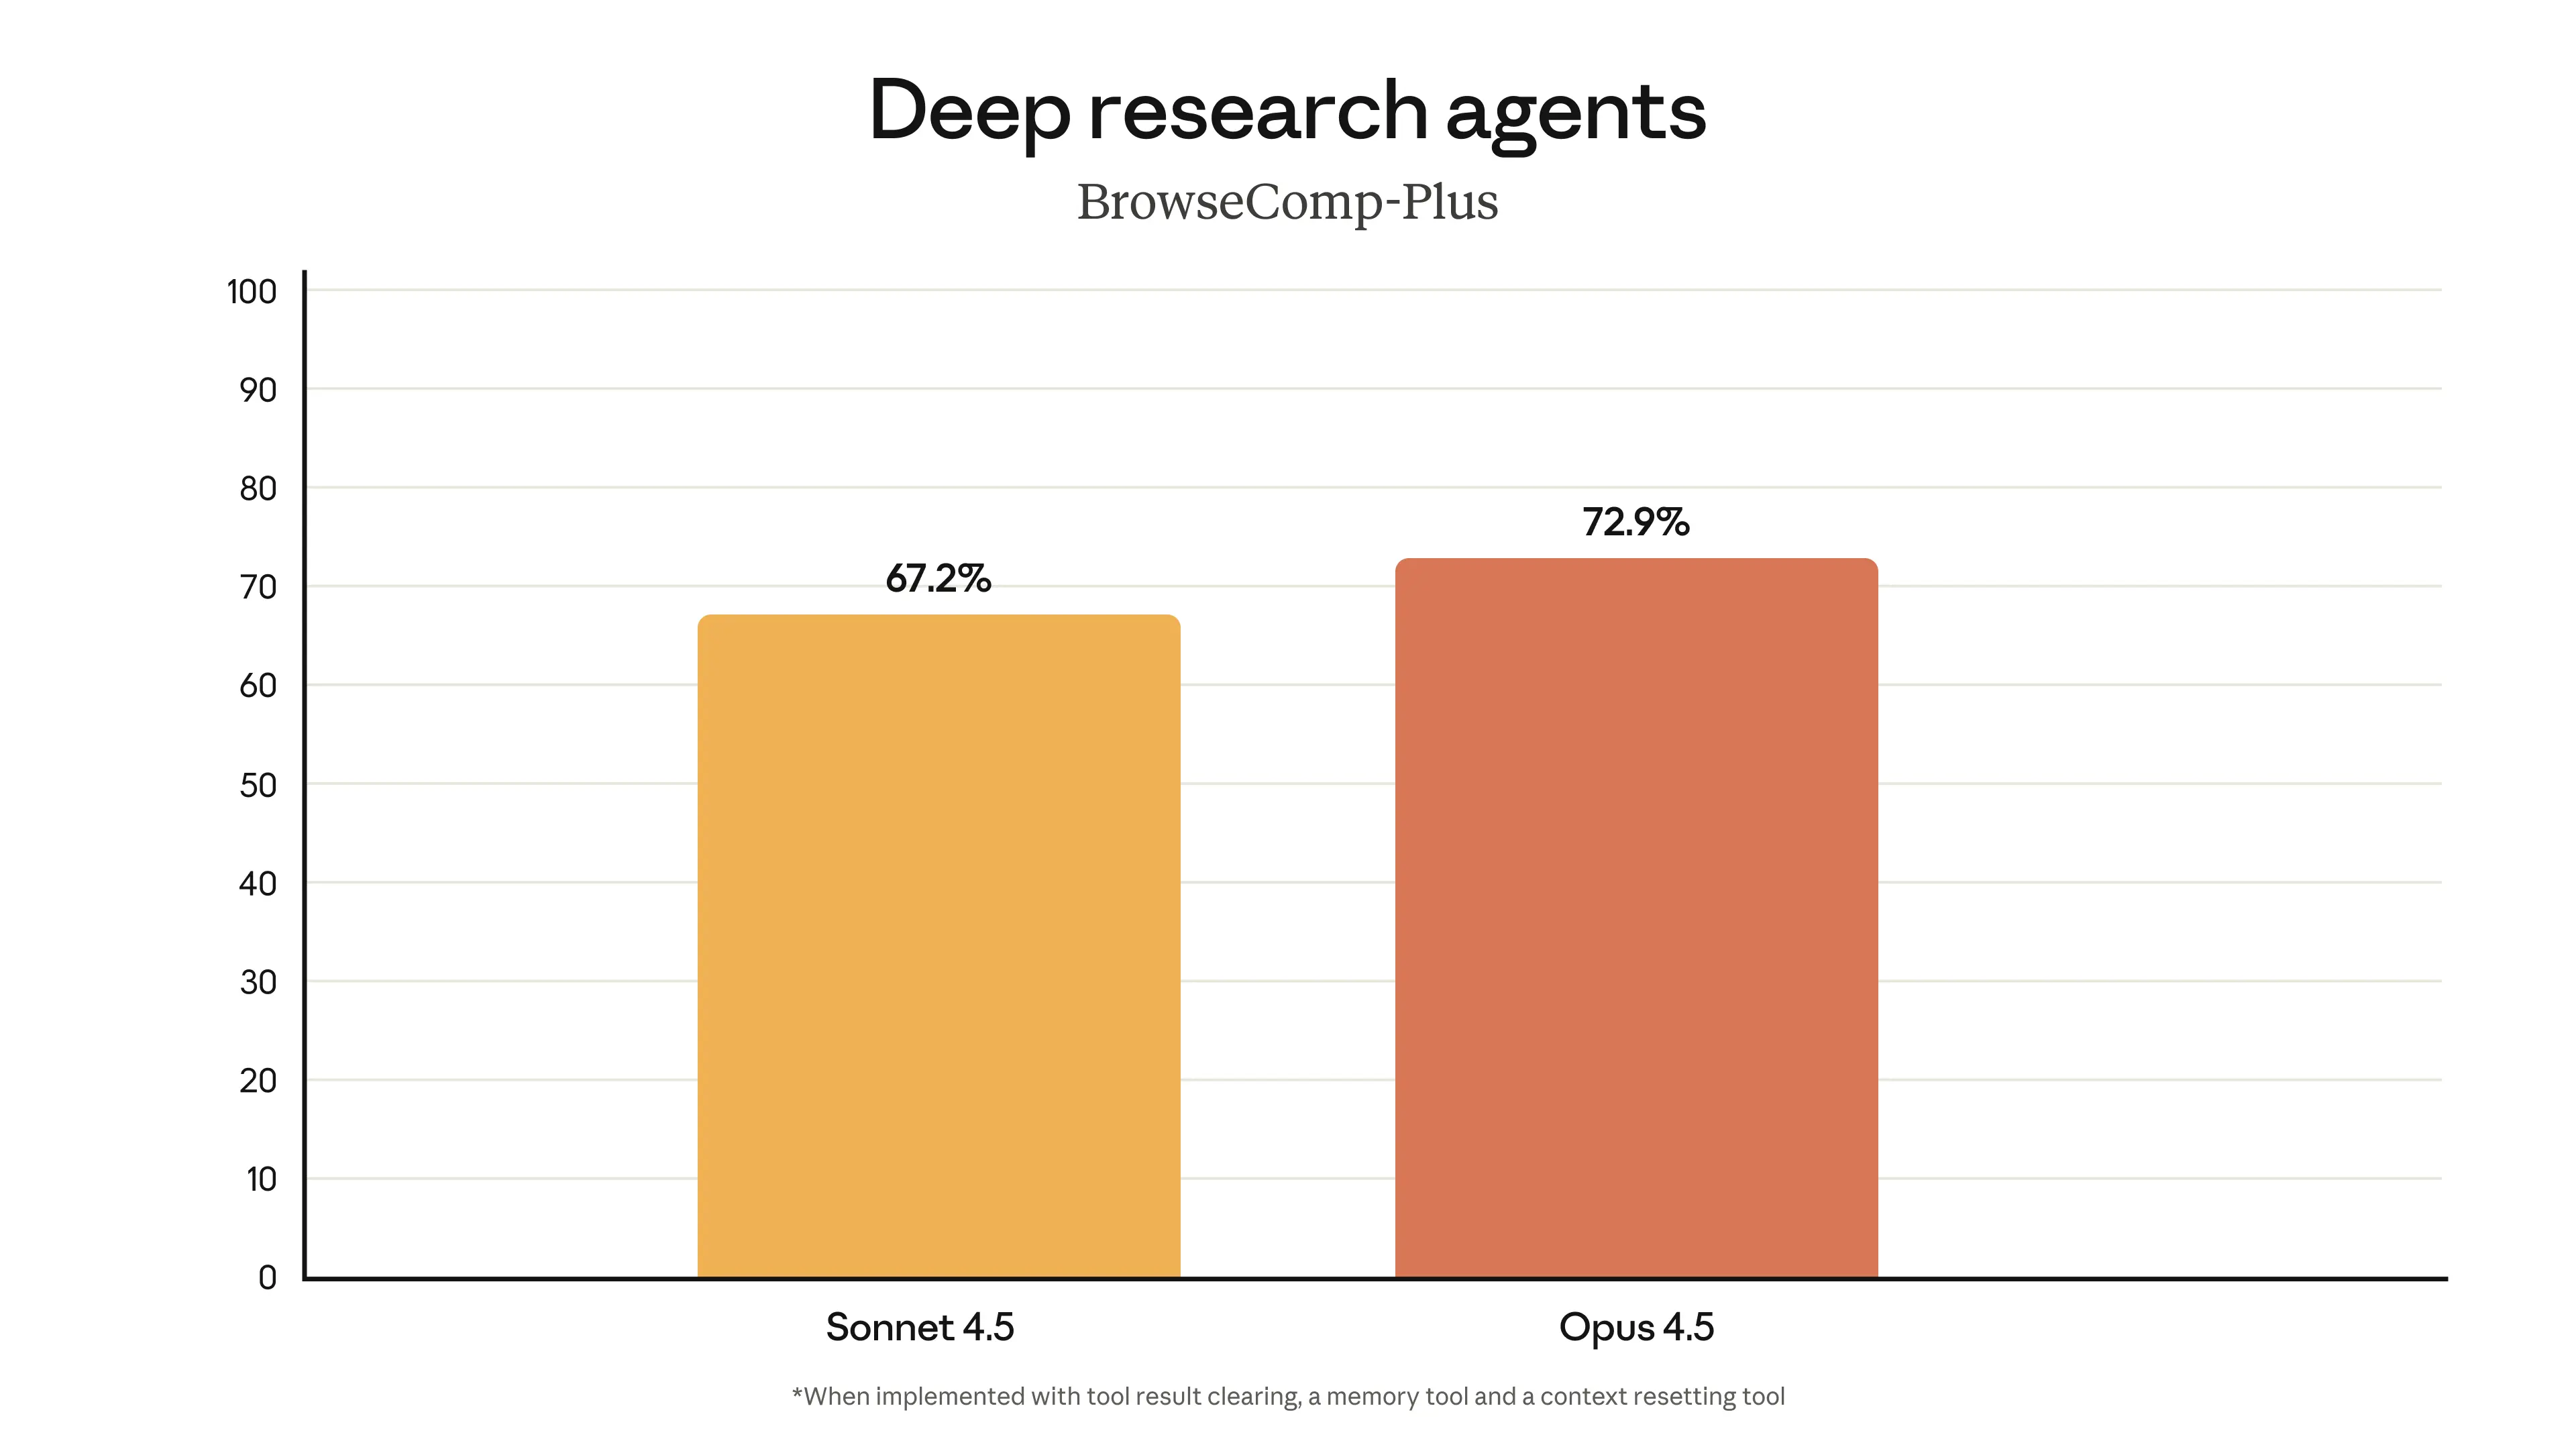 Deep research agents
BrowseComp-Plus
100
90
80
72.9%
67.2%
70
60
50
40
30
20
10
0
Sonnet 4.5
Opus 4.5
*When implemented with tool result clearing, a memory tool and a context resetting tool